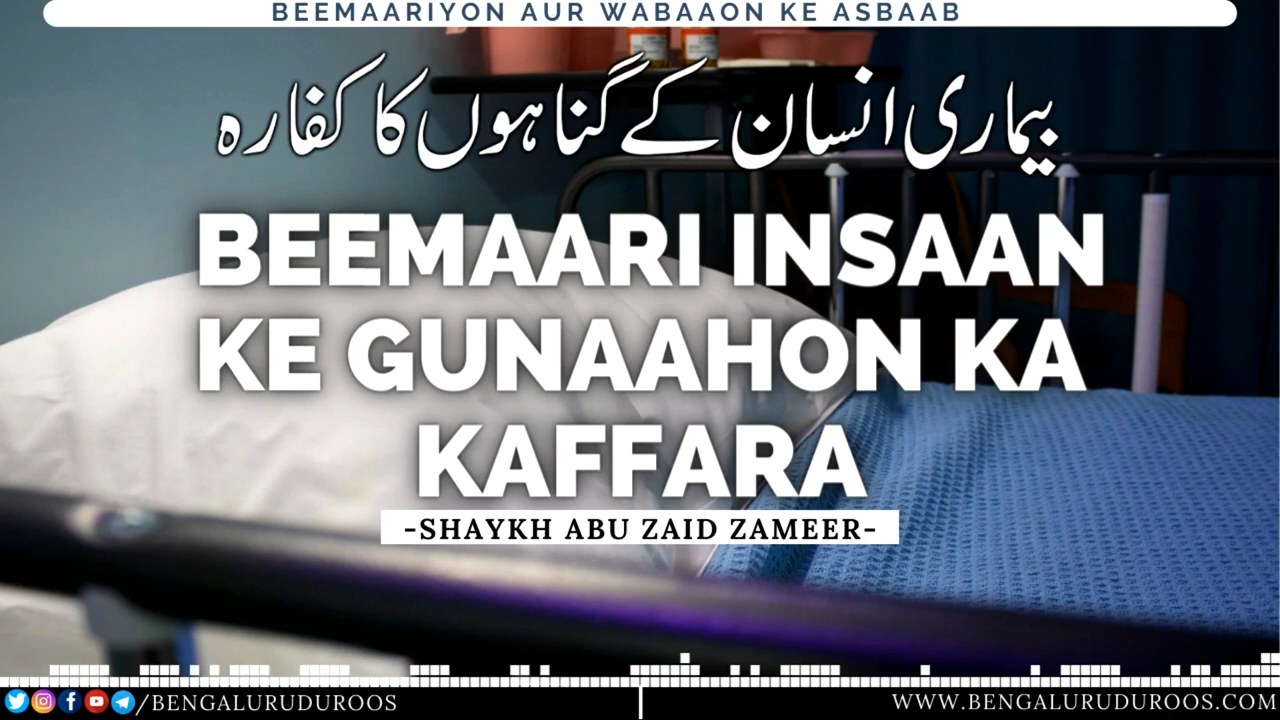 BEEMAARIYON AUR WABAAON KE ASBAAB
بیماری انسان کے گناہوں کا کفارہ
BEEMAARI INSAAN
KE GUNAAHON KA
KAFFARA
-SHAYKH ABU ZAID ZAMEER-
/BENGALURUDUROOS
WWW.BENGALURUDUROOS.COM